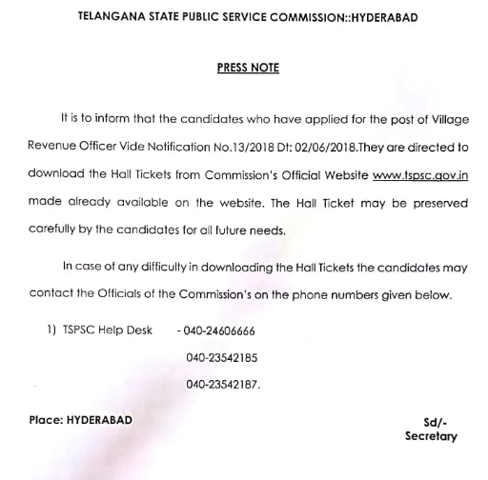 TELANGANA STATE PUBLIC SERVICE COMMISSION::HYDERABAD
PRESS NOTE
It is to inform that the candidates who have applied for the post of Village
Revenue Officer Vide Notification No.13/2018 Dt: 02/06/2018.They are directed to
download the Hall Tickets from Commission's Official Website www.tspsc.gov.in
made already available on the website. The Hall Ticket may be preserved
carefully by the candidates for all future needs.
In case of any difficulty in downloading the Hall Tickets the candidates may
contact the Officials of the Commission's on the phone numbers given below.
1) TSPSC Help Desk - 040-24606666
040-23542185
040-23542187.
Place: HYDERABAD
Sd/-
Secretary